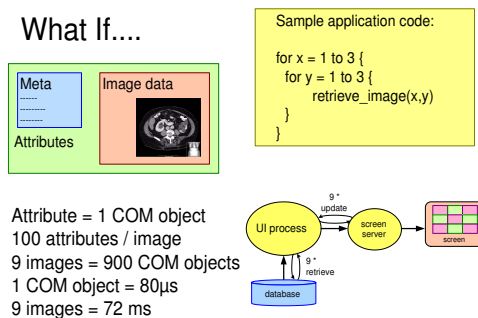 What If....
Sample application code:
for x = 1 to 3 {
for y = 1 to 3 {
retrieve_image(x,y)
}
}
Meta
------
---------
--------
Image data
Attributes
Attribute = 1 COM object
100 attributes / image
9 images = 900 COM objects
1 COM object = 80µs
9 images = 72 ms
9 *
update
UI process
screen
server
screen
9 *
retrieve
database